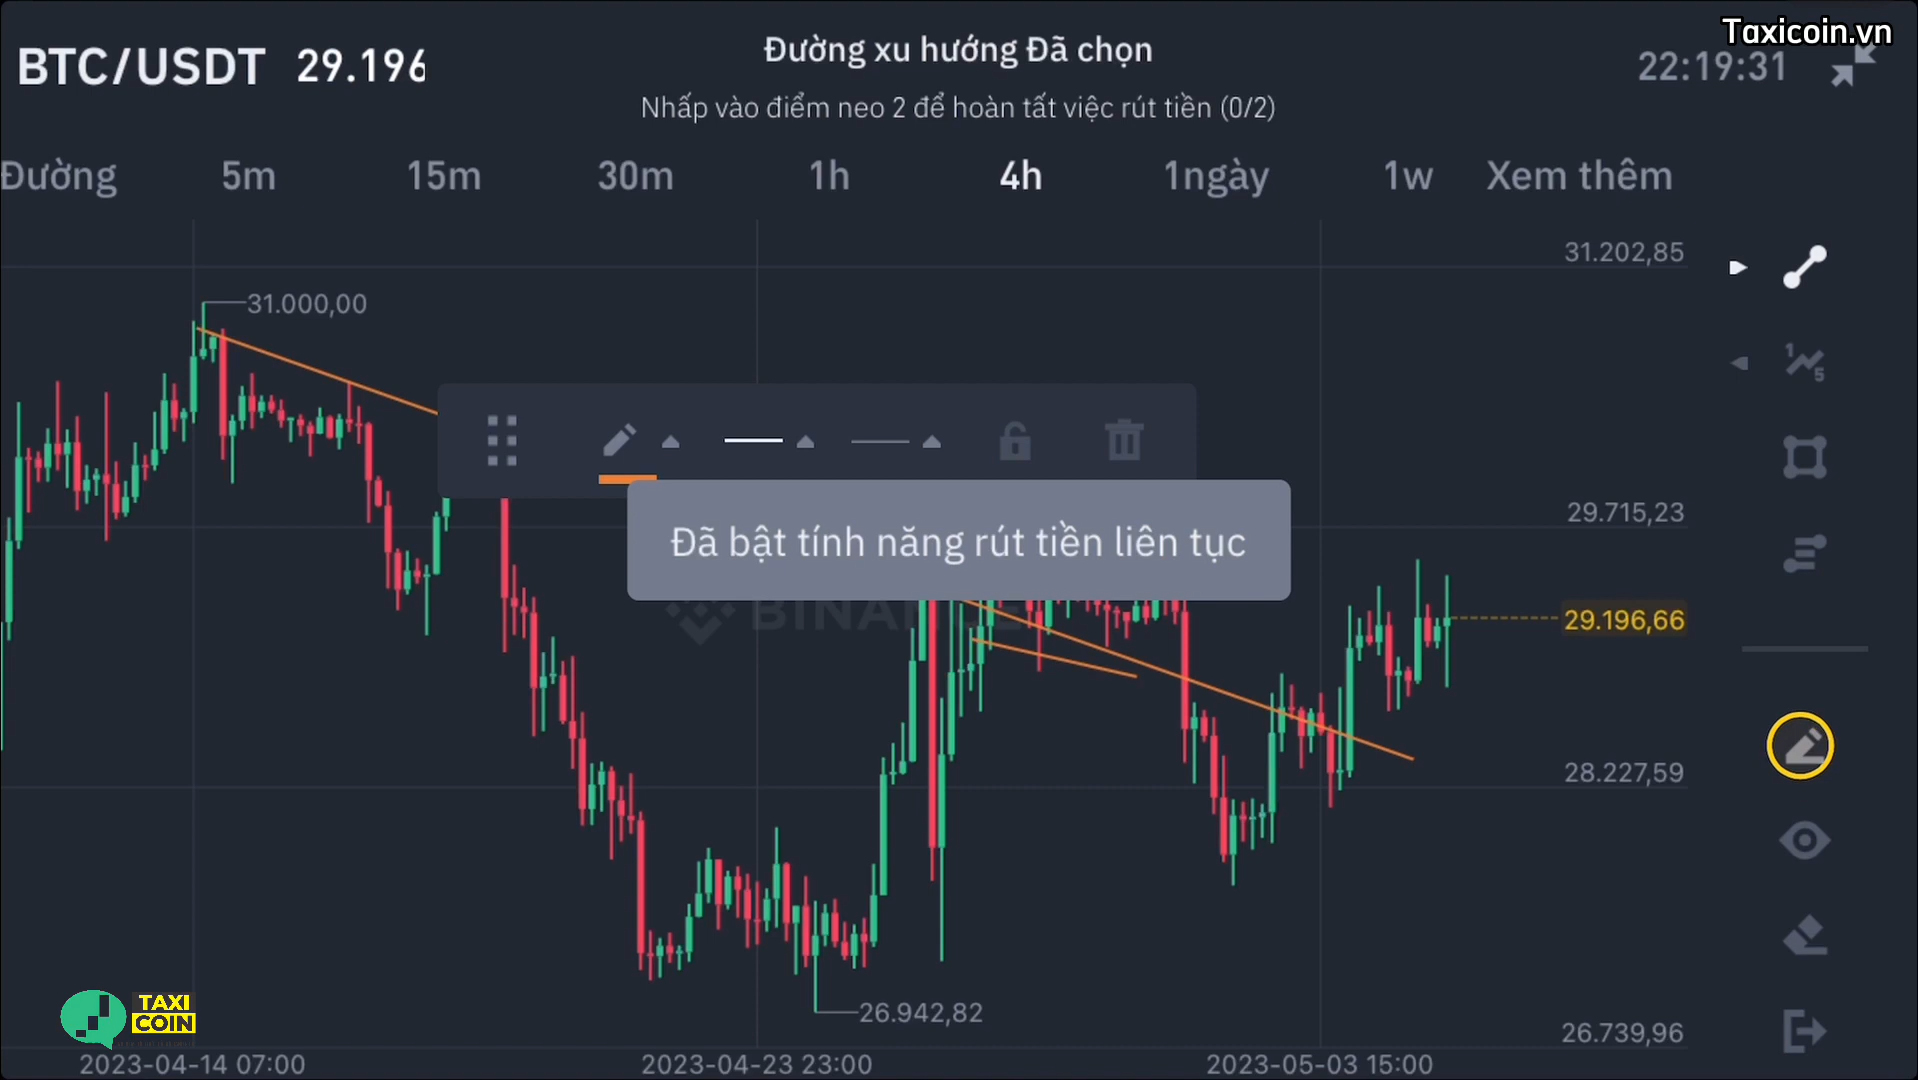 Taxicoin.vn
BTC/USDT 29.196
Đường xu hướng Đã chọn
22:19:31
Nhấp vào điểm neo 2 để hoàn tất việc rút tiền (0/2)
Đường 5m 15m 30m 1h 4h 1ngày 1w Xem thêm
31.202,85
31.000,00
29.715,23
Đã bật tính năng rút tiền liên tục
BINANCE
29.196,66
28.227,59
26.942,82
26.739,96
TAXI
COIN
2023-04-14 07:00 2023-04-23 23:00 2023-05-03 15:00